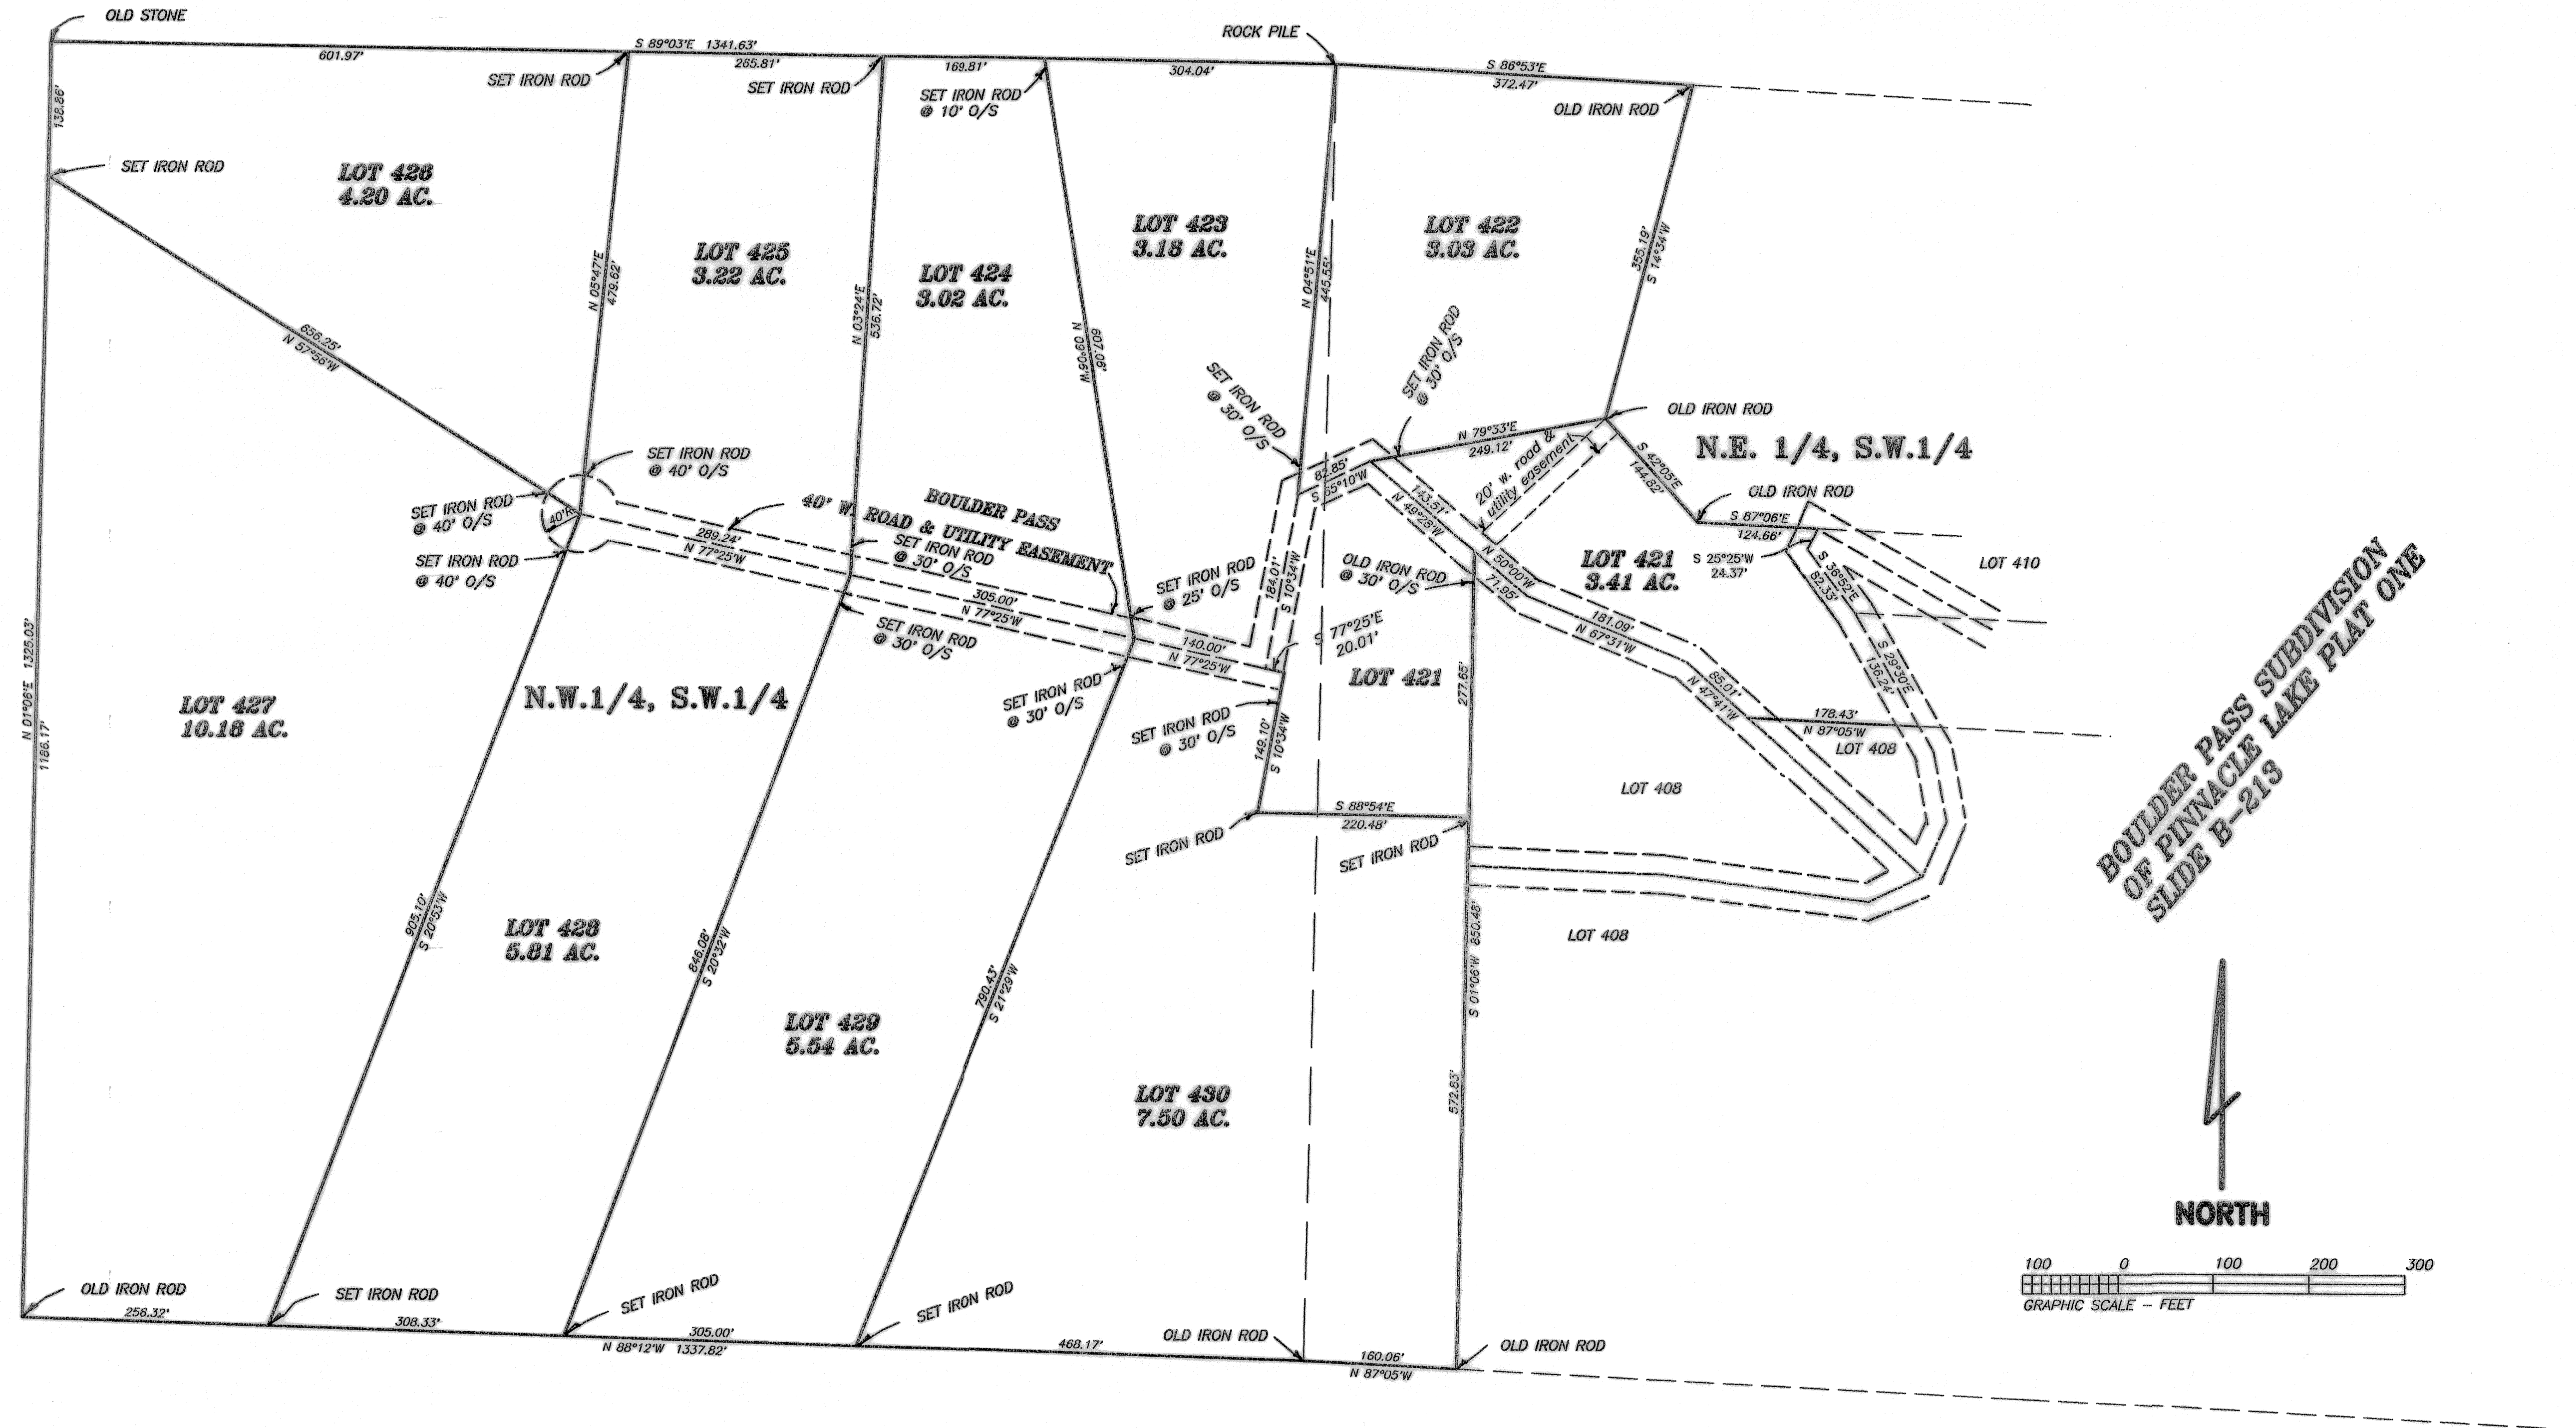 OLD STONE
ROCK PILE
S 89°03'E 1341.63'
601.97'
265.81'
169.81'
304.04'
S 86°53'E
372.47'
SET IRON ROD
SET IRON ROD
SET IRON ROD
@ 10' O/S
OLD IRON ROD
138.86'
SET IRON ROD
LOT 426
4.20 AC.
LOT 425
3.22 AC.
LOT 424
3.02 AC.
LOT 423
3.18 AC.
LOT 422
3.03 AC.
N 05°47'E
479.62'
N 03°24'E
536.72'
607.06'
N 09°06'W
N 04°51'E
445.55'
355.19'
S 14°34'W
656.25'
N 57°56'W
SET IRON ROD
@ 30' O/S
SET IRON ROD
@ 30' O/S
OLD IRON ROD
N 79°33'E
249.12'
20' w. road &
utility easement
S 42°05'E
144.82'
N.E. 1/4, S.W.1/4
SET IRON ROD
@ 40' O/S
SET IRON ROD
@ 40' O/S
40'R
SET IRON ROD
@ 40' O/S
BOULDER PASS
40' W. ROAD & UTILITY EASEMENT
289.24'
N 77°25'W
SET IRON ROD
@ 30' O/S
82.85'
S 65°10'W
143.51'
N 49°28'W
OLD IRON ROD
S 87°06'E
124.66'
S 25°25'W
24.37'
LOT 410
LOT 421
3.41 AC.
OLD IRON ROD
@ 30' O/S
N 50°00'W
71.95'
S 36°52'E
82.33'
184.01'
S 10°34'W
SET IRON ROD
@ 25' O/S
305.00'
N 77°25'W
SET IRON ROD
@ 30' O/S
140.00'
N 77°25'W
S 77°25'E
20.01'
181.09'
N 67°31'W
S 29°30'E
136.24'
LOT 421
277.65'
85.01'
N 47°41'W
178.43'
N 87°05'W
LOT 408
SET IRON ROD
@ 30' O/S
SET IRON ROD
@ 30' O/S
149.10'
S 10°34'W
N 01°06'E 1325.03'
1186.17'
LOT 427
10.18 AC.
N.W.1/4, S.W.1/4
LOT 408
S 88°54'E
220.48'
SET IRON ROD
SET IRON ROD
LOT 408
905.10'
S 20°53'W
LOT 428
5.81 AC.
846.08'
S 20°32'W
790.43'
S 21°29'W
S 01°06'W 850.48'
LOT 429
5.54 AC.
LOT 430
7.50 AC.
572.83'
BOULDER PASS SUBDIVISION
OF PINNACLE LAKE PLAT ONE
SLIDE B-213
NORTH
100 0 100 200 300
GRAPHIC SCALE - FEET
OLD IRON ROD
SET IRON ROD
SET IRON ROD
SET IRON ROD
OLD IRON ROD
OLD IRON ROD
256.32'
308.33'
305.00'
468.17'
160.06'
N 88°12'W 1337.82'
N 87°05'W